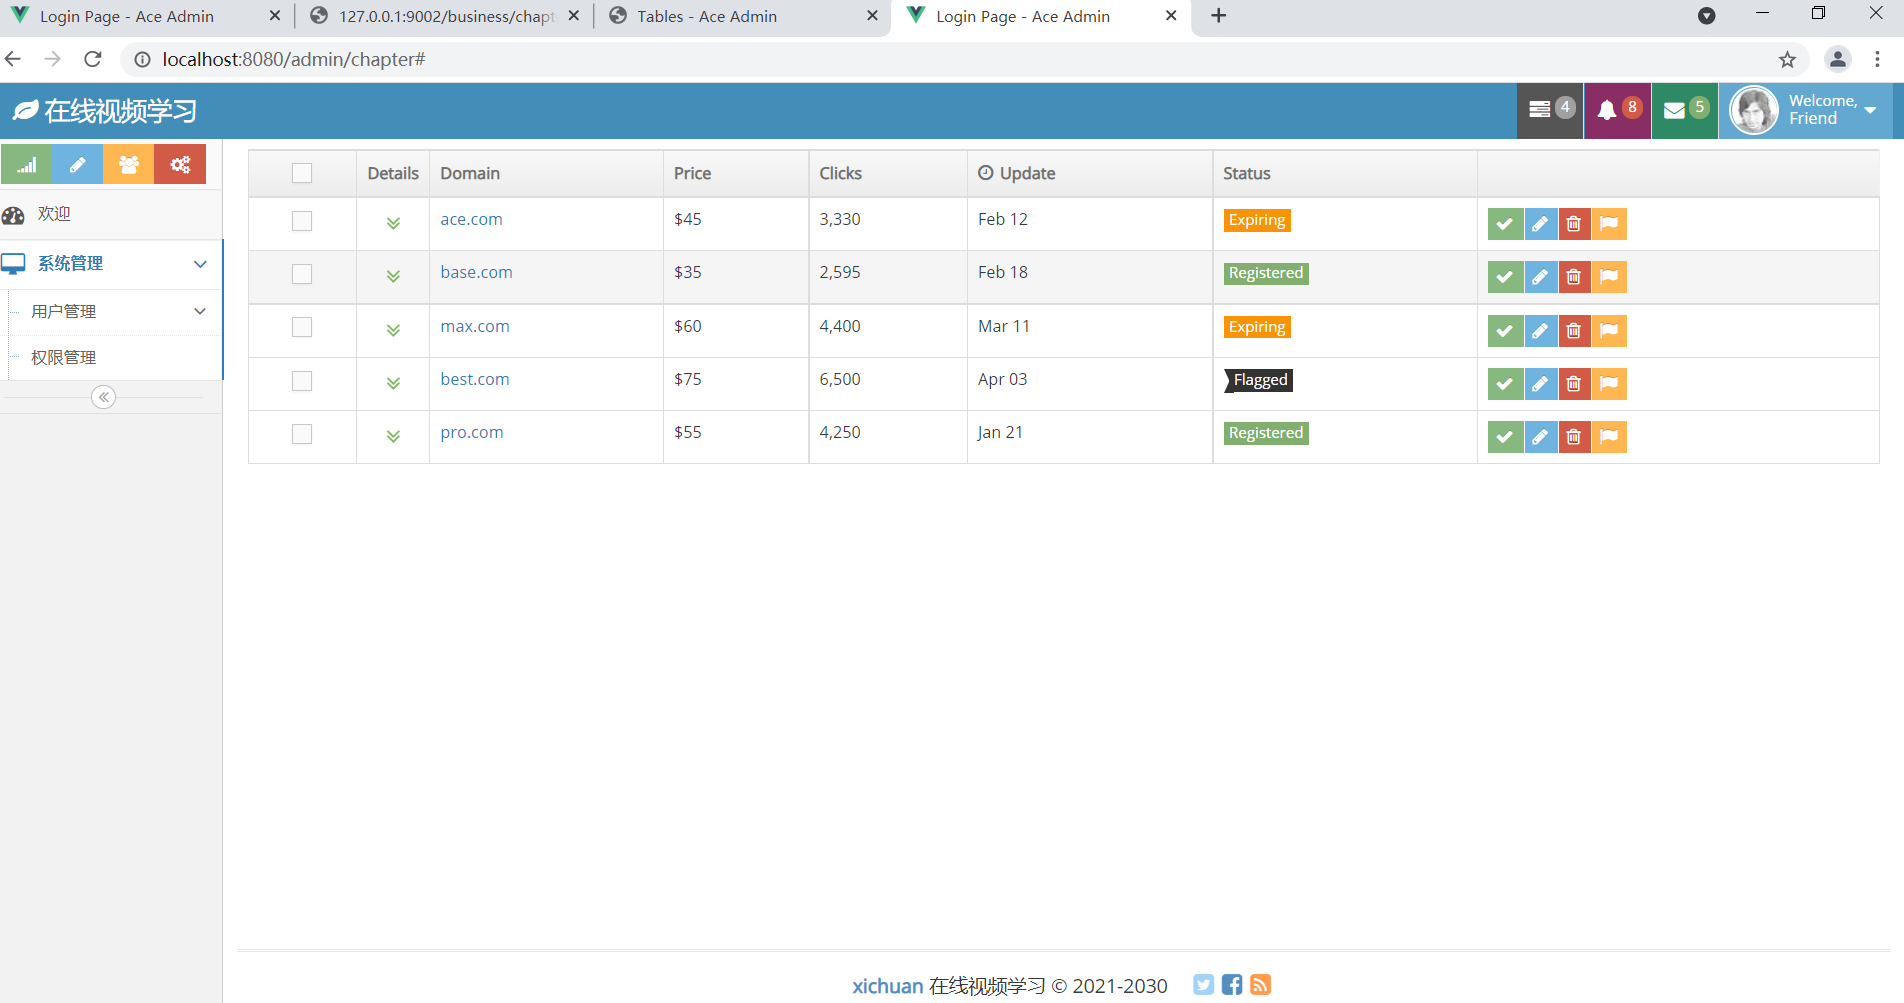 Login Page - Ace Admin
127.0.0.1:9002/business/chapt
Tables - Ace Admin
Login Page - Ace Admin
localhost:8080/admin/chapter#
在线视频学习
4
8
5
Welcome,
Friend
欢迎
系统管理
用户管理
权限管理
Details Domain Price Clicks Update Status
ace.com $45 3,330 Feb 12 Expiring
base.com $35 2,595 Feb 18 Registered
max.com $60 4,400 Mar 11 Expiring
best.com $75 6,500 Apr 03 Flagged
pro.com $55 4,250 Jan 21 Registered
xichuan 在线视频学习 © 2021-2030